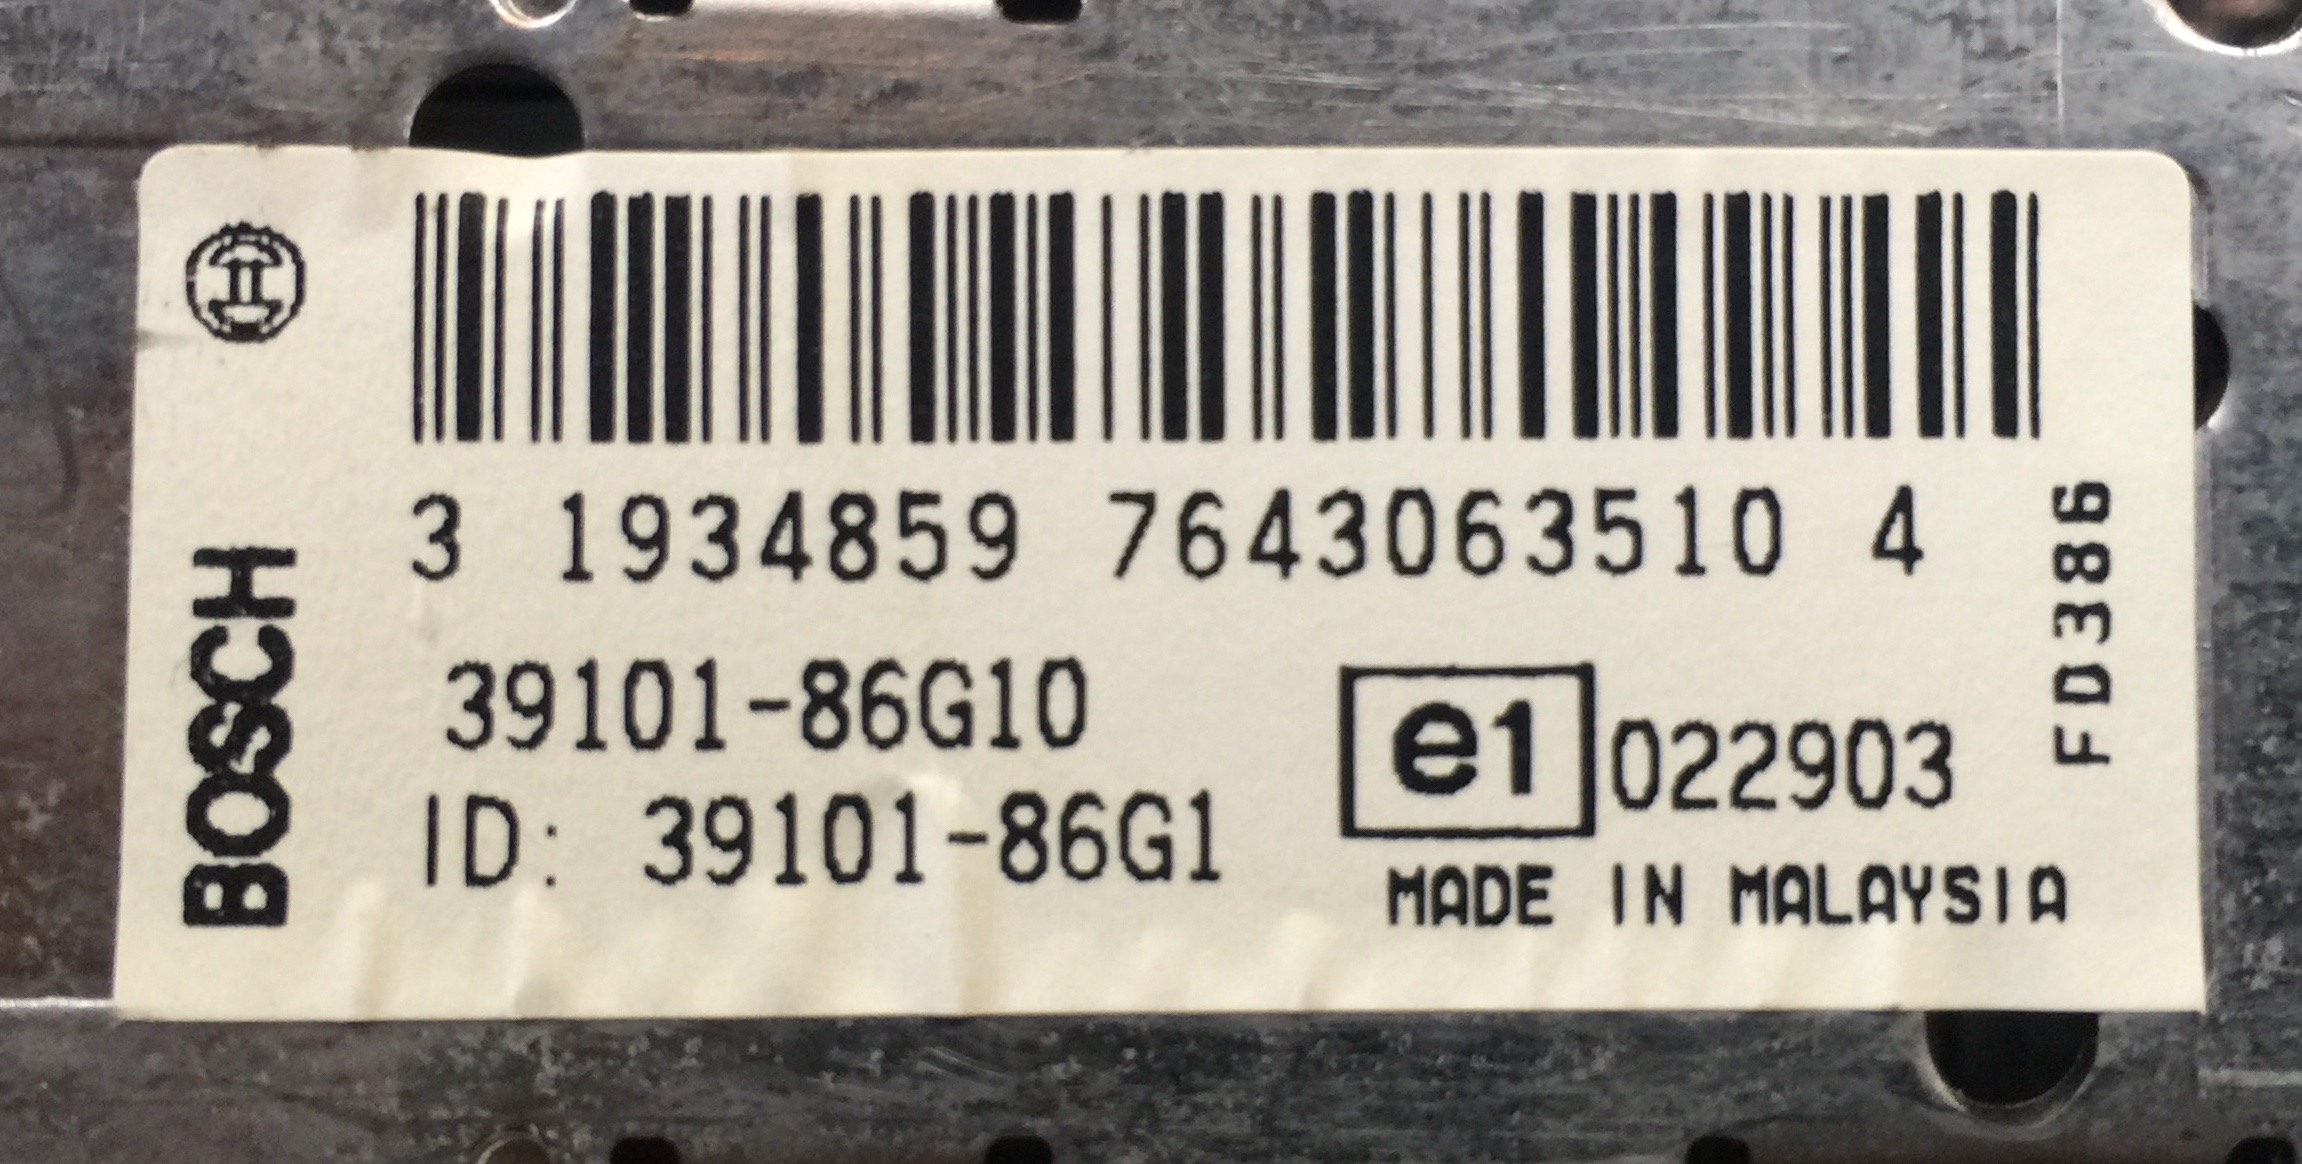 BOSCH
3 1934859 7643063510 4
39101-86G10
ID: 39101-86G1
e1 022903
MADE IN MALAYSIA
FD386